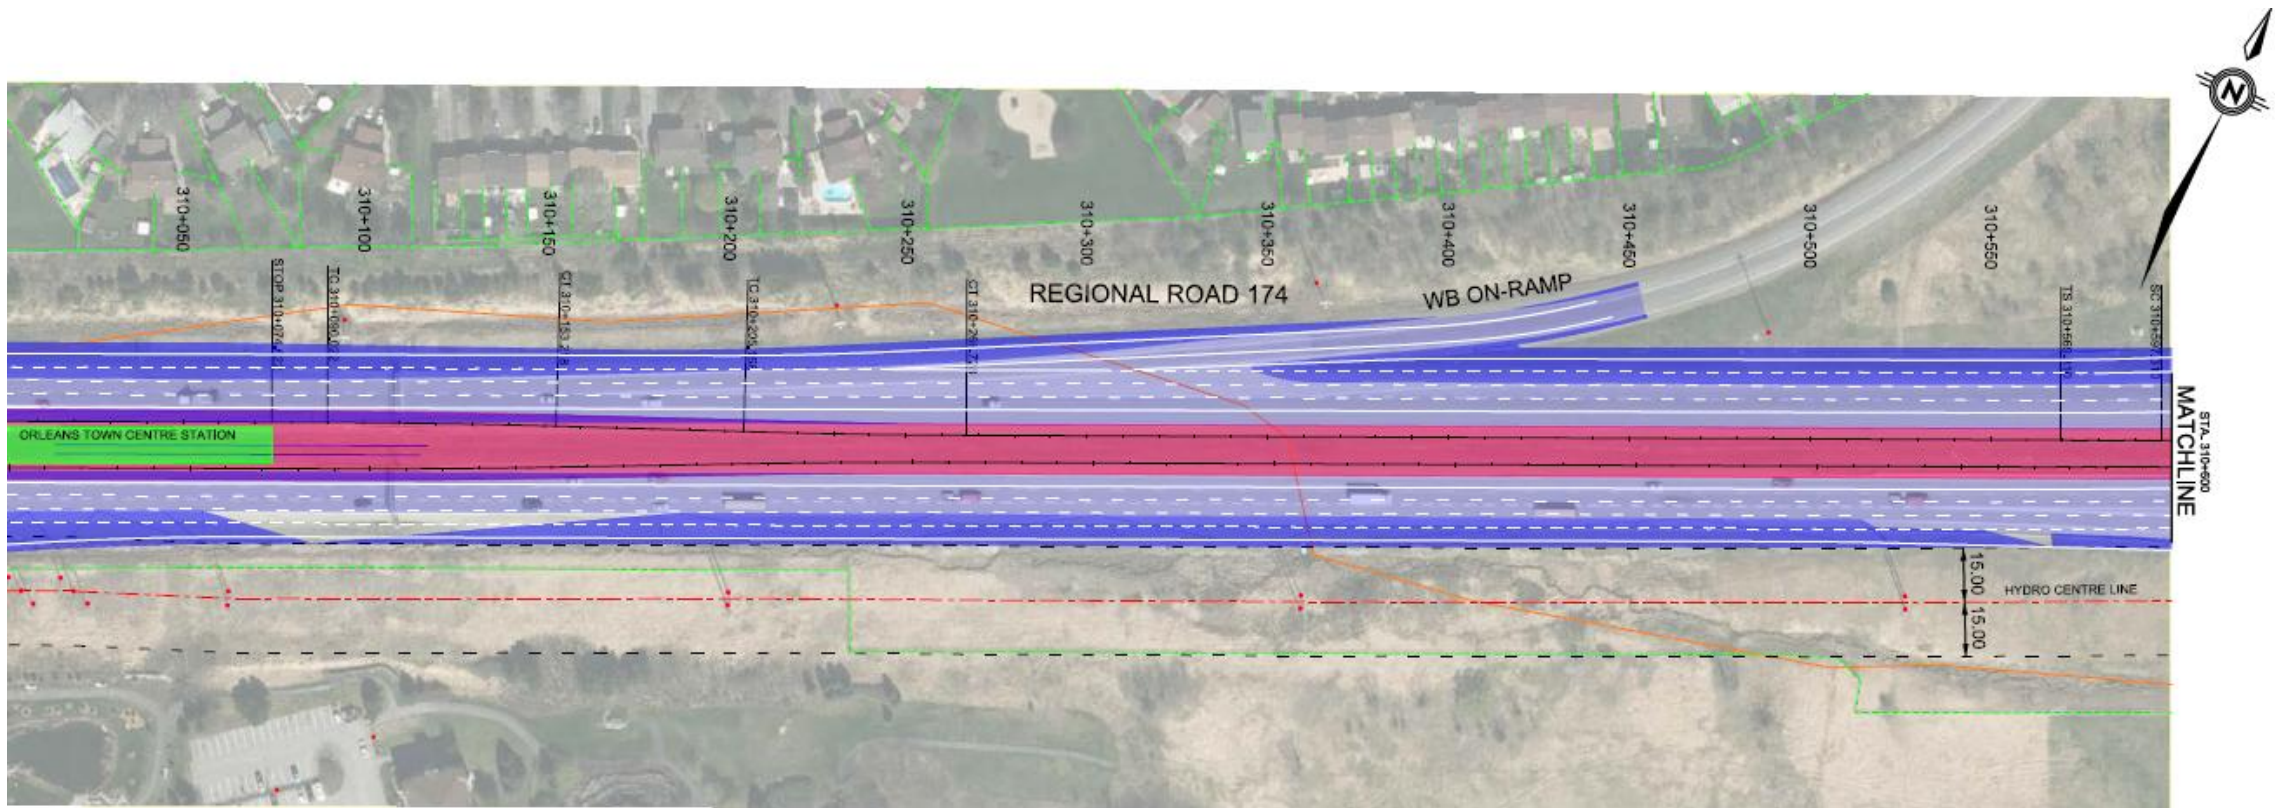 N
310+050
310+100
310+150
310+200
310+250
310+300
310+350
310+400
310+450
310+500
310+550
REGIONAL ROAD 174
WB ON-RAMP
ORLEANS TOWN CENTRE STATION
STA. 310+600
MATCHLINE
15.00
15.00
HYDRO CENTRE LINE